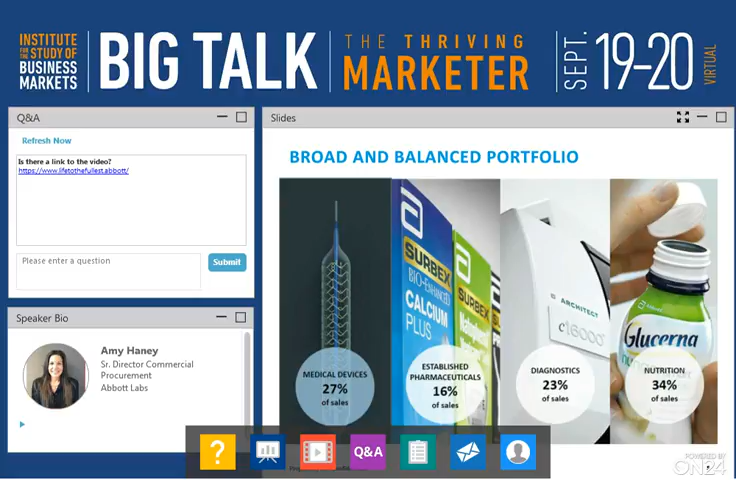 INSTITUTE
FOR THE STUDY OF
BUSINESS
MARKETS
BIG TALK
THE THRIVING
MARKETER
SEPT.
19-20
VIRTUAL
Q&A
Refresh Now
Is there a link to the video?
https://www.lifetothefullest.abbott/
Please enter a question
Submit
Speaker Bio
Amy Haney
Sr. Director Commercial
Procurement
Abbott Labs
Slides
BROAD AND BALANCED PORTFOLIO
SURBEX
BIO-ENHANCED
CALCIUM
PLUS
SURBEX
ARCHITECT
c16000
Glucerna
MEDICAL DEVICES
27%
of sales
ESTABLISHED
PHARMACEUTICALS
16%
of sales
DIAGNOSTICS
23%
of sales
NUTRITION
34%
of sales
?
Q&A
POWERED BY
ON24